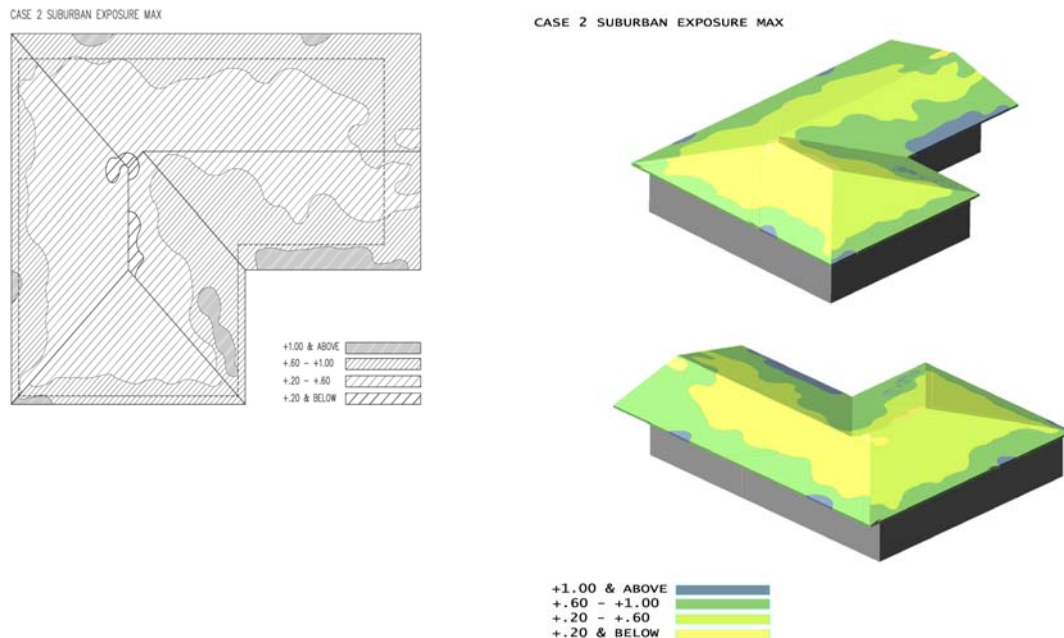 CASE 2 SUBURBAN EXPOSURE MAX
+1.00 & ABOVE
+.60 - +1.00
+.20 - +.60
+.20 & BELOW
CASE 2 SUBURBAN EXPOSURE MAX
+1.00 & ABOVE
+.60 - +1.00
+.20 - +.60
+.20 & BELOW